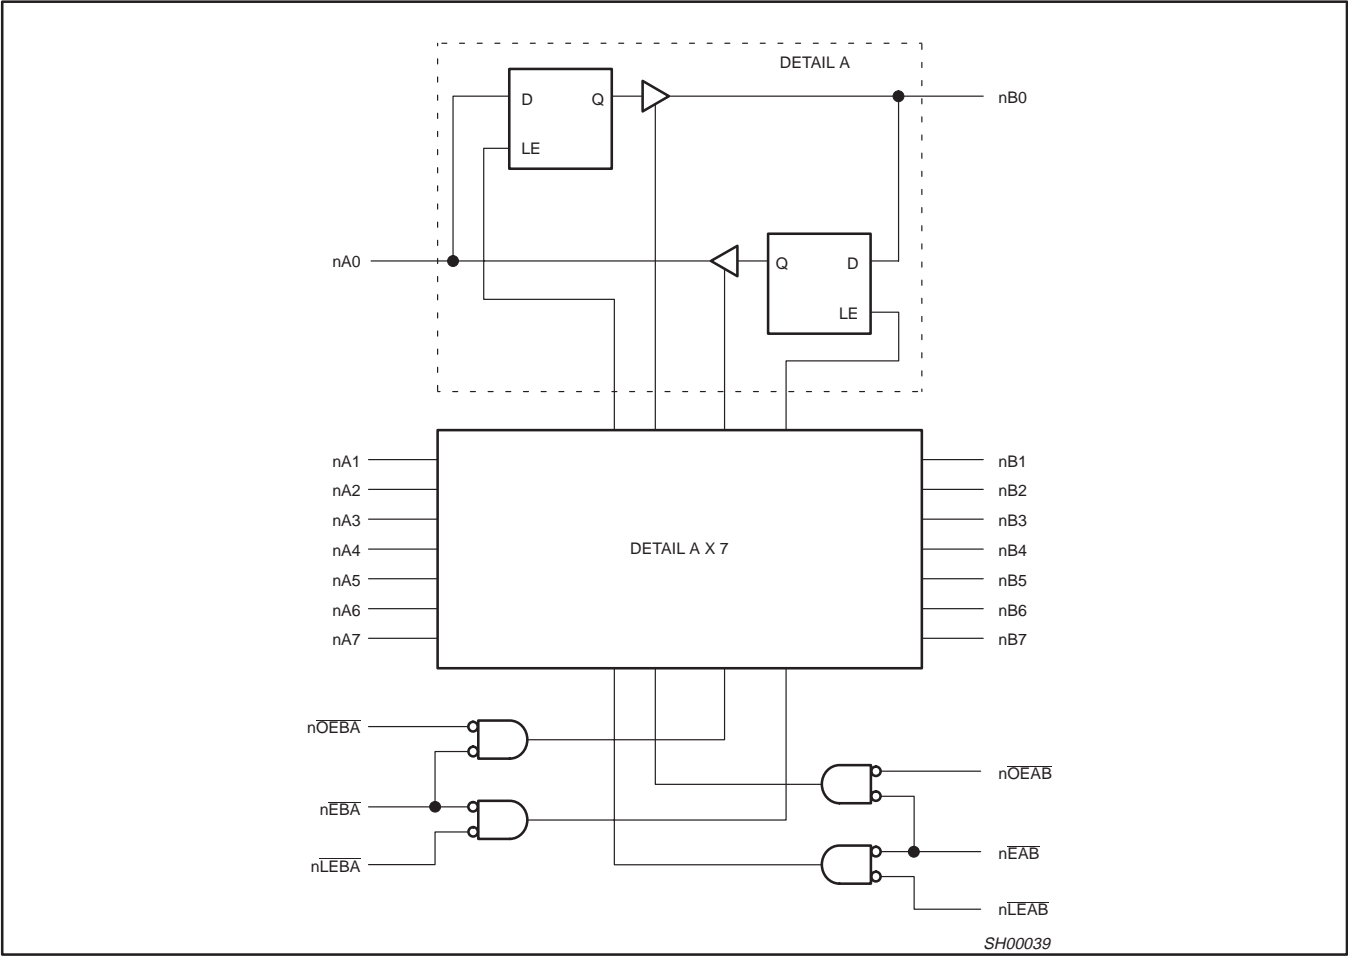 DETAIL A
D Q
LE
nB0
nA0
Q D
LE
nA1 nB1
nA2 nB2
nA3 nB3
nA4 DETAIL A X 7 nB4
nA5 nB5
nA6 nB6
nA7 nB7
nOEBA
nOEAB
nEBA
nEAB
nLEBA
nLEAB
SH00039